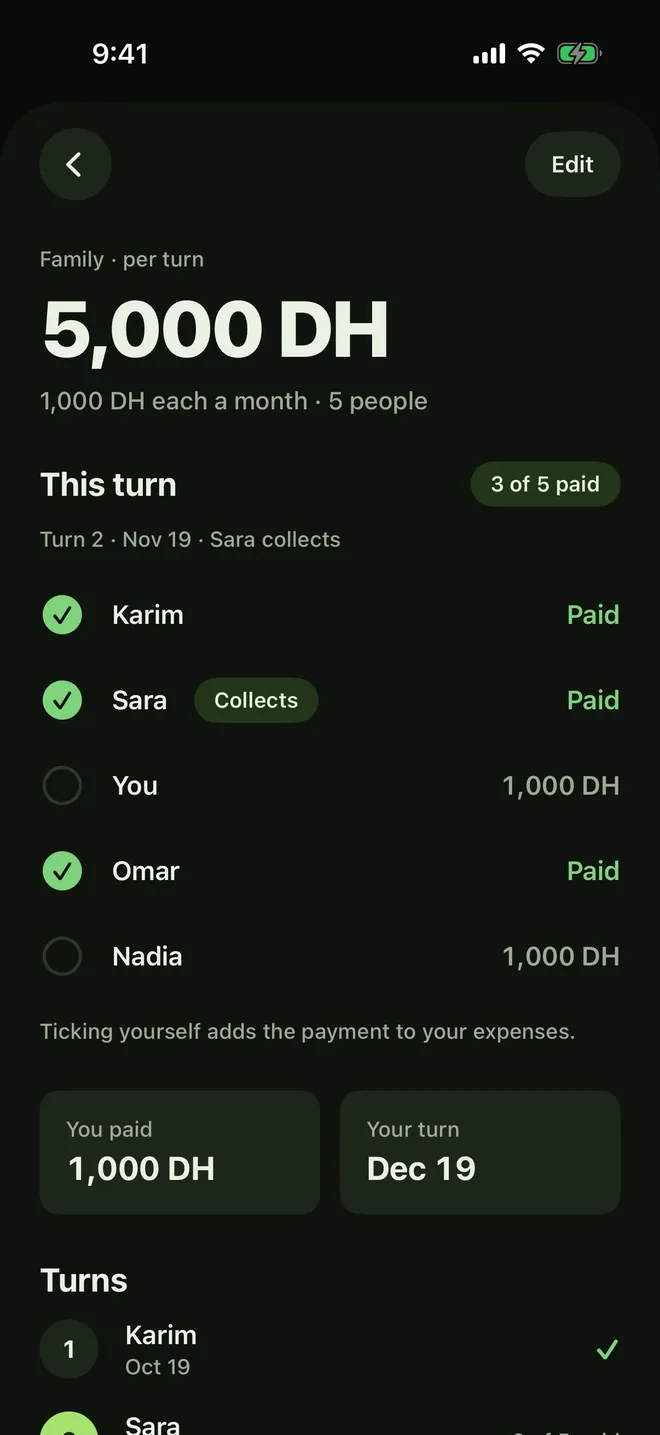 9:41
Edit
Family · per turn
5,000 DH
1,000 DH each a month · 5 people
This turn
3 of 5 paid
Turn 2 · Nov 19 · Sara collects
Karim
Paid
Sara
Collects
Paid
You
1,000 DH
Omar
Paid
Nadia
1,000 DH
Ticking yourself adds the payment to your expenses.
You paid
1,000 DH
Your turn
Dec 19
Turns
1
Karim
Oct 19
Sara